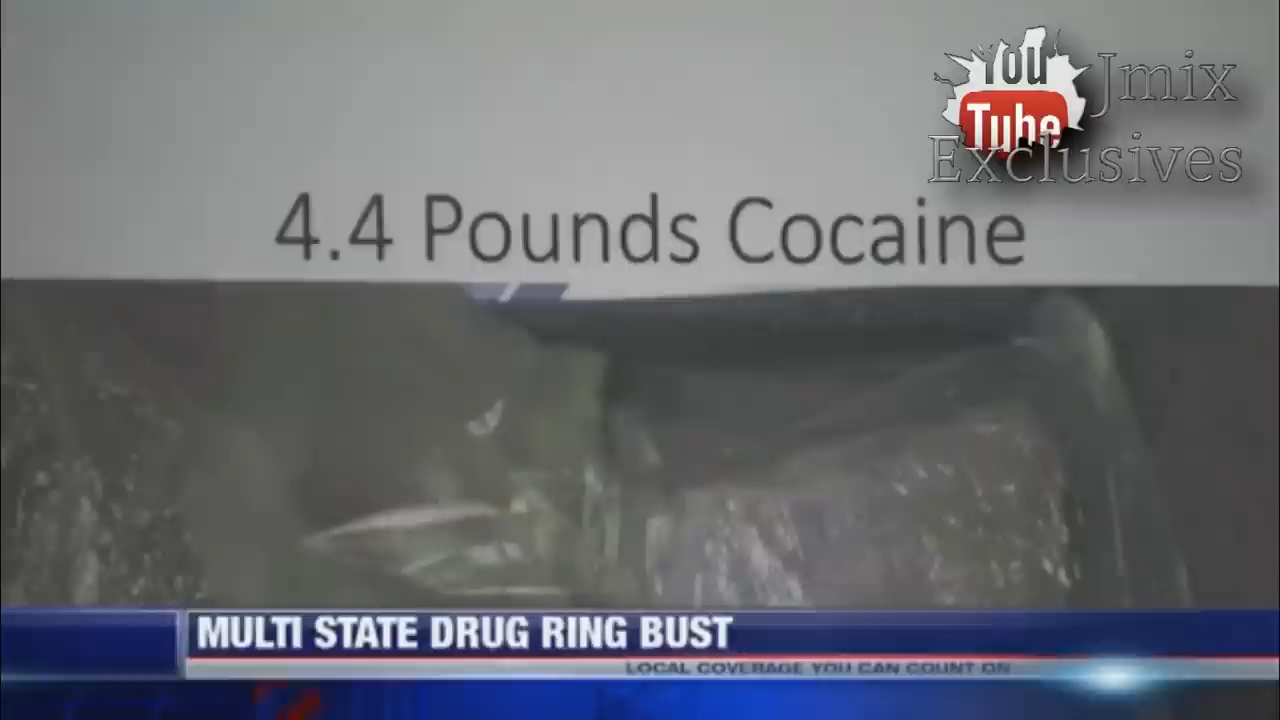 You Jmix
Tube
Exclusives
4.4 Pounds Cocaine
MULTI STATE DRUG RING BUST
LOCAL COVERAGE YOU CAN COUNT ON